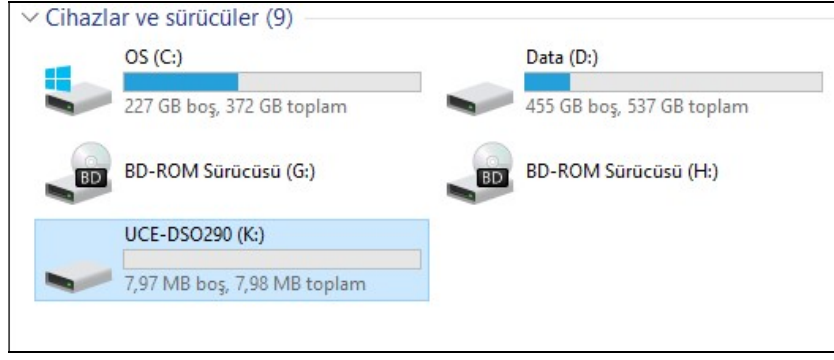 Cihazlar ve sürücüler (9)
OS (C:)
227 GB boş, 372 GB toplam
Data (D:)
455 GB boş, 537 GB toplam
BD
BD-ROM Sürücüsü (G:)
BD
BD-ROM Sürücüsü (H:)
UCE-DSO290 (K:)
7,97 MB boş, 7,98 MB toplam